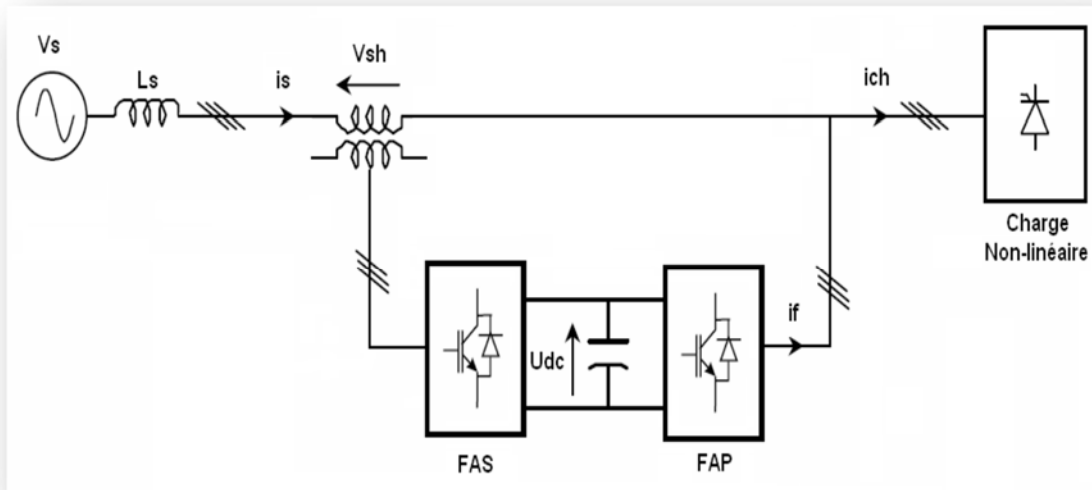 Vs
Ls
is
Vsh
ich
Charge
Non-linéaire
Udc
if
FAS
FAP